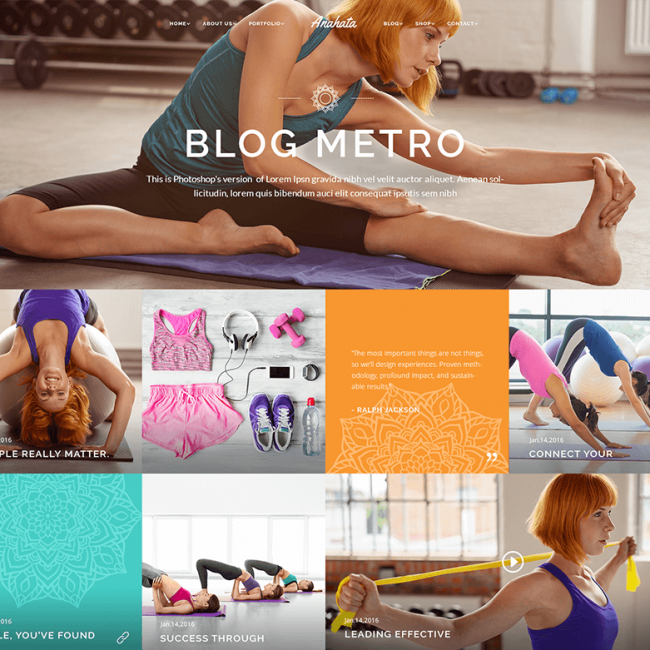 HOME ABOUT US PORTFOLIO Anahata BLOG SHOP CONTACT
BLOG METRO
This is Photoshop's version of Lorem Ipsn gravida nibh vel velit auctor aliquet. Aenean sol-
licitudin, lorem quis bibendum auci elit consequat ipsutis sem nibh
"The most important things are not things,
so we'll design experiences. Proven meth-
odology, profound impact, and sustain-
able results."
- RALPH JACKSON
”
2016
PLE REALLY MATTER.
Jan.14,2016
CONNECT YOUR
2016
LE, YOU'VE FOUND
Jan.14,2016
SUCCESS THROUGH
Jan.14,2016
LEADING EFFECTIVE